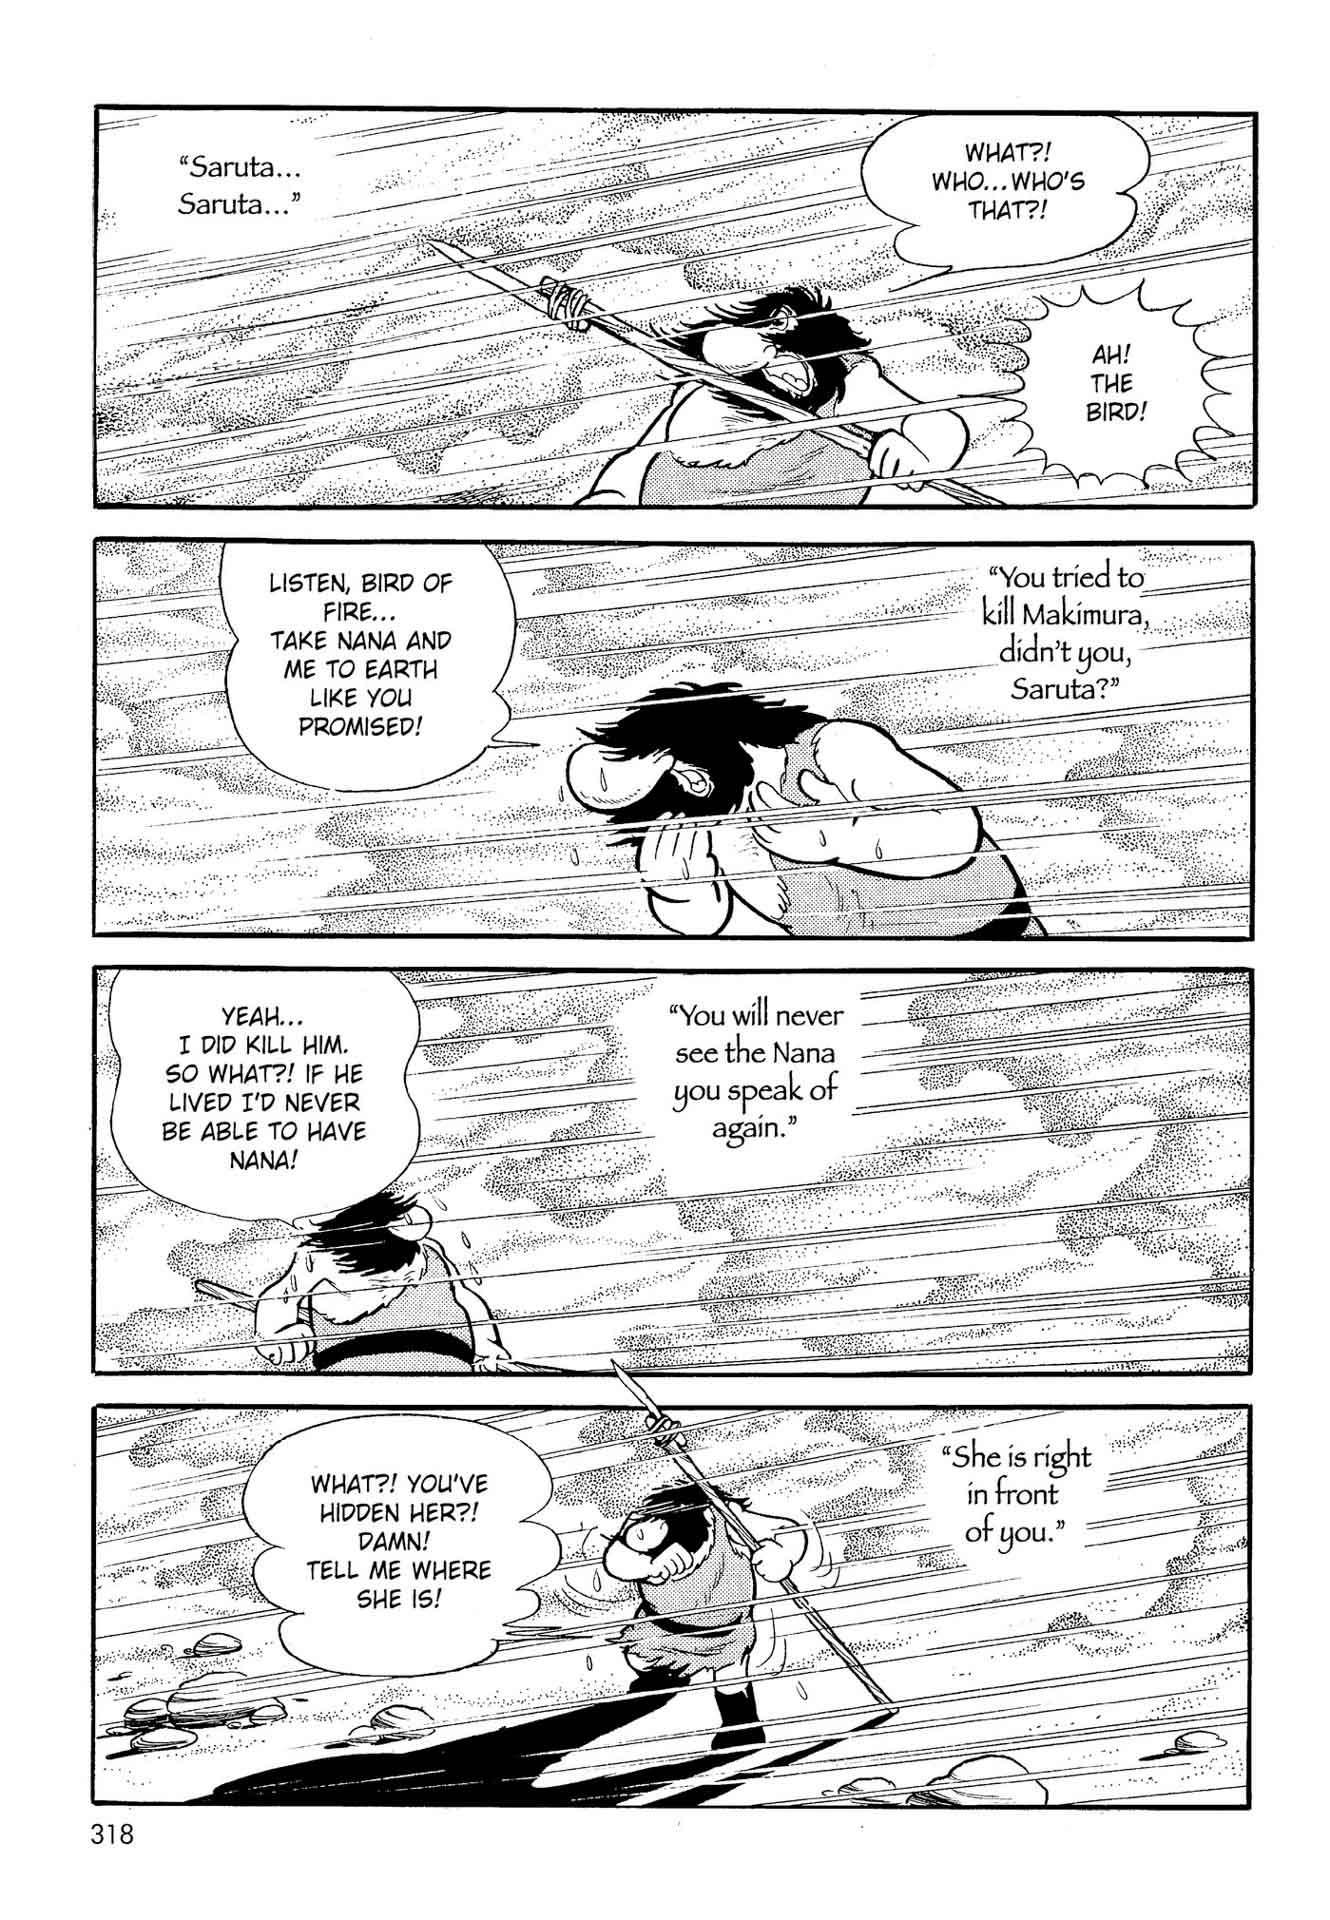 “Saruta...
Saruta...”
WHAT?!
WHO...WHO'S
THAT?!
AH!
THE
BIRD!
LISTEN, BIRD OF
FIRE...
TAKE NANA AND
ME TO EARTH
LIKE YOU
PROMISED!
“You tried to
kill Makimura,
didn't you,
Saruta?”
YEAH...
I DID KILL HIM.
SO WHAT?! IF HE
LIVED I'D NEVER
BE ABLE TO HAVE
NANA!
“You will never
see the Nana
you speak of
again.”
WHAT?! YOU'VE
HIDDEN HER?!
DAMN!
TELL ME WHERE
SHE IS!
“She is right
in front
of you.”
318